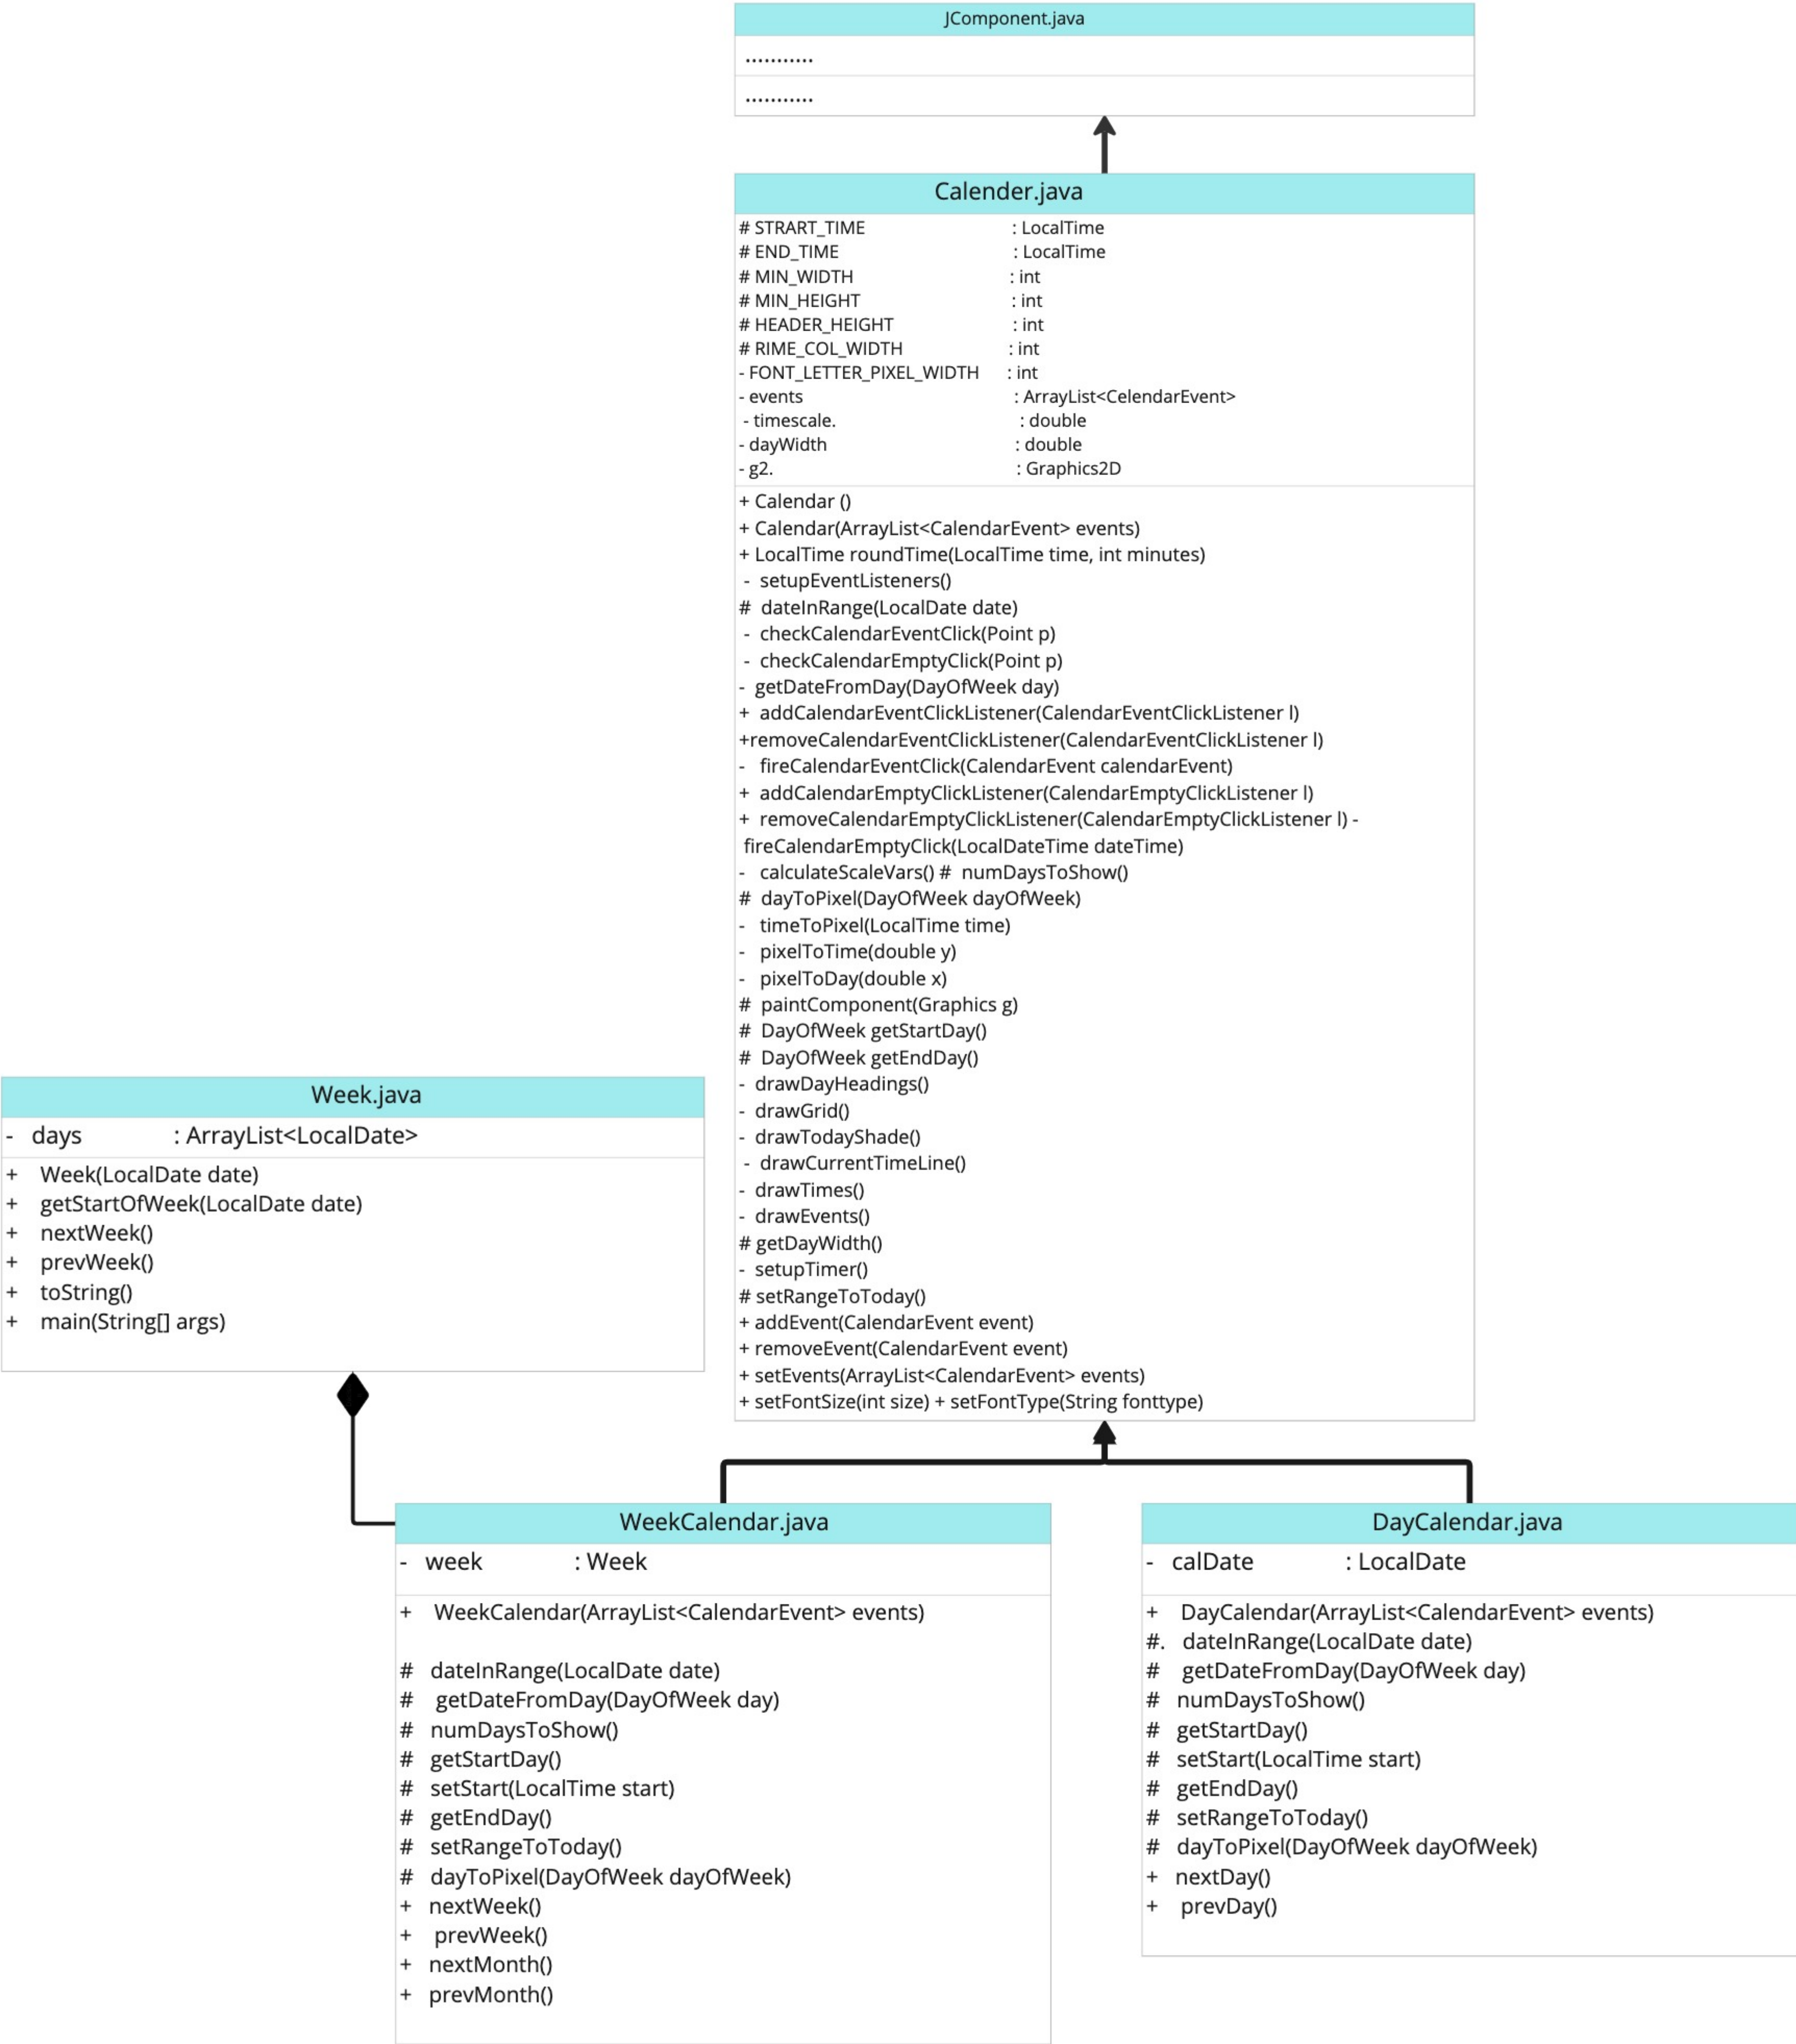 JComponent.java
...........
...........
Calender.java
# STRART_TIME : LocalTime
# END_TIME : LocalTime
# MIN_WIDTH : int
# MIN_HEIGHT : int
# HEADER_HEIGHT : int
# RIME_COL_WIDTH : int
- FONT_LETTER_PIXEL_WIDTH : int
- events : ArrayList<CelendarEvent>
- timescale. : double
- dayWidth : double
- g2. : Graphics2D
+ Calendar ()
+ Calendar(ArrayList<CalendarEvent> events)
+ LocalTime roundTime(LocalTime time, int minutes)
- setupEventListeners()
# dateInRange(LocalDate date)
- checkCalendarEventClick(Point p)
- checkCalendarEmptyClick(Point p)
- getDateFromDay(DayOfWeek day)
+ addCalendarEventClickListener(CalendarEventClickListener l)
+removeCalendarEventClickListener(CalendarEventClickListener l)
- fireCalendarEventClick(CalendarEvent calendarEvent)
+ addCalendarEmptyClickListener(CalendarEmptyClickListener l)
+ removeCalendarEmptyClickListener(CalendarEmptyClickListener l) -
fireCalendarEmptyClick(LocalDateTime dateTime)
- calculateScaleVars() # numDaysToShow()
# dayToPixel(DayOfWeek dayOfWeek)
- timeToPixel(LocalTime time)
- pixelToTime(double y)
- pixelToDay(double x)
# paintComponent(Graphics g)
# DayOfWeek getStartDay()
# DayOfWeek getEndDay()
- drawDayHeadings()
- drawGrid()
- drawTodayShade()
- drawCurrentTimeLine()
- drawTimes()
- drawEvents()
# getDayWidth()
- setupTimer()
# setRangeToToday()
+ addEvent(CalendarEvent event)
+ removeEvent(CalendarEvent event)
+ setEvents(ArrayList<CalendarEvent> events)
+ setFontSize(int size) + setFontType(String fonttype)
Week.java
- days : ArrayList<LocalDate>
+ Week(LocalDate date)
+ getStartOfWeek(LocalDate date)
+ nextWeek()
+ prevWeek()
+ toString()
+ main(String[] args)
WeekCalendar.java
- week : Week
+ WeekCalendar(ArrayList<CalendarEvent> events)
# dateInRange(LocalDate date)
# getDateFromDay(DayOfWeek day)
# numDaysToShow()
# getStartDay()
# setStart(LocalTime start)
# getEndDay()
# setRangeToToday()
# dayToPixel(DayOfWeek dayOfWeek)
+ nextWeek()
+ prevWeek()
+ nextMonth()
+ prevMonth()
DayCalendar.java
- calDate : LocalDate
+ DayCalendar(ArrayList<CalendarEvent> events)
#. dateInRange(LocalDate date)
# getDateFromDay(DayOfWeek day)
# numDaysToShow()
# getStartDay()
# setStart(LocalTime start)
# getEndDay()
# setRangeToToday()
# dayToPixel(DayOfWeek dayOfWeek)
+ nextDay()
+ prevDay()